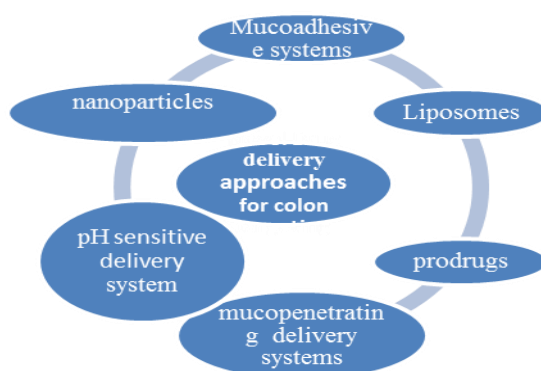 Mucoadhesiv
e systems
Liposomes
prodrugs
mucopenetratin
g delivery
systems
pH sensitive
delivery
system
nanoparticles
delivery
approaches
for colon